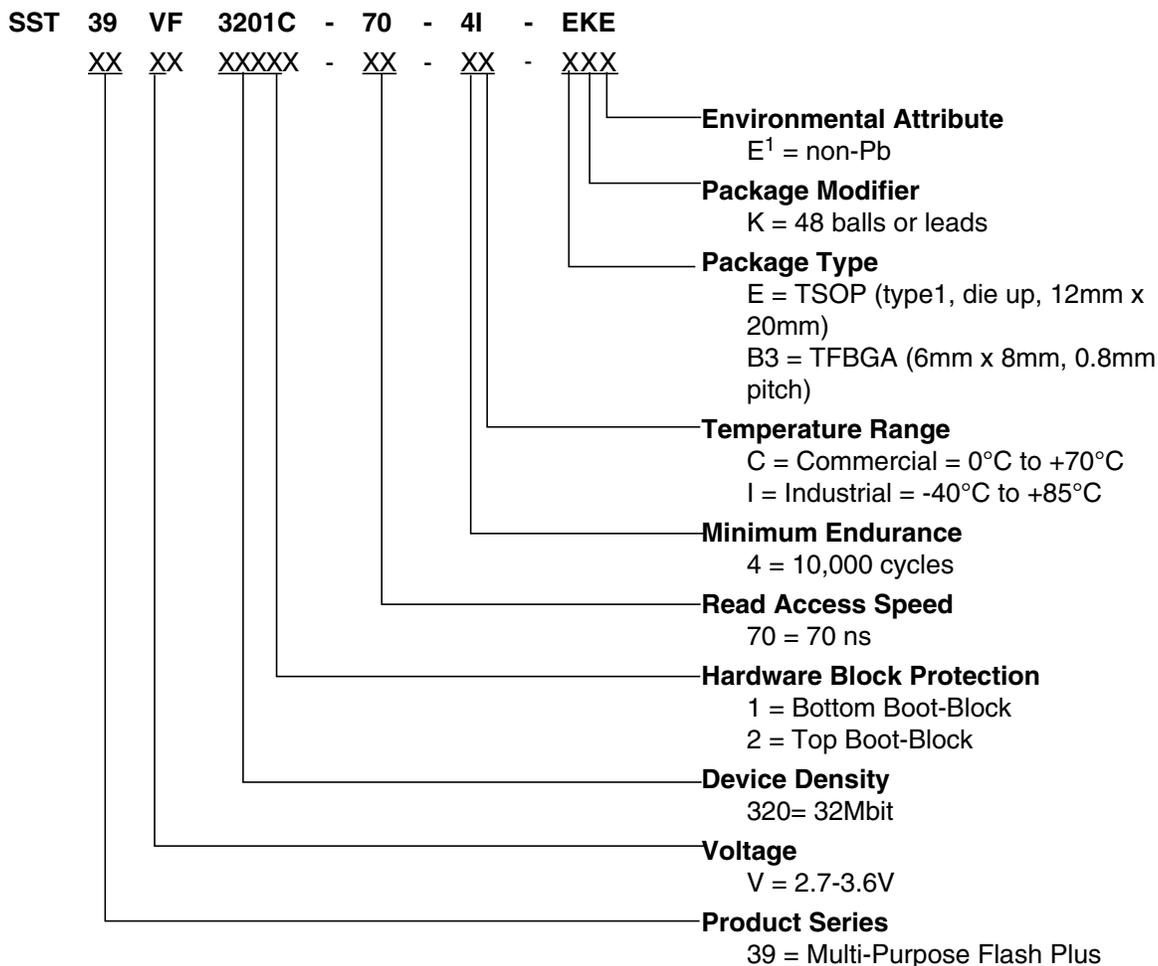 SST 39 VF 3201C - 70 - 4I - EKE
XX XX XXXXX - XX - XX - XXX
Environmental Attribute
E1 = non-Pb
Package Modifier
K = 48 balls or leads
Package Type
E = TSOP (type1, die up, 12mm x
20mm)
B3 = TFBGA (6mm x 8mm, 0.8mm
pitch)
Temperature Range
C = Commercial = 0°C to +70°C
I = Industrial = -40°C to +85°C
Minimum Endurance
4 = 10,000 cycles
Read Access Speed
70 = 70 ns
Hardware Block Protection
1 = Bottom Boot-Block
2 = Top Boot-Block
Device Density
320= 32Mbit
Voltage
V = 2.7-3.6V
Product Series
39 = Multi-Purpose Flash Plus